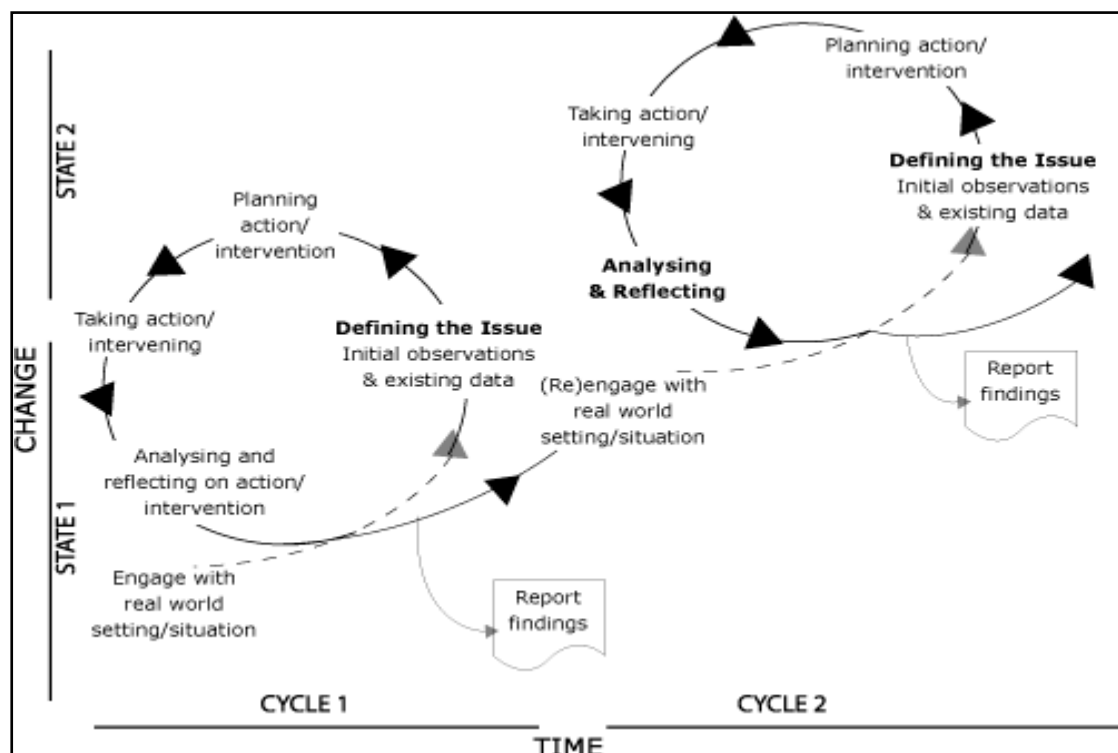 Planning action/
intervention
Taking action/
intervening
Defining the Issue
Initial observations
& existing data
Analysing
& Reflecting
(Re)engage with
real world
setting/situation
Report
findings
Planning
action/
intervention
Taking action/
intervening
Defining the Issue
Initial observations
& existing data
Analysing and
reflecting on action/
intervention
Engage with
real world
setting/situation
Report
findings
STATE 2
CHANGE
STATE 1
CYCLE 1
CYCLE 2
TIME